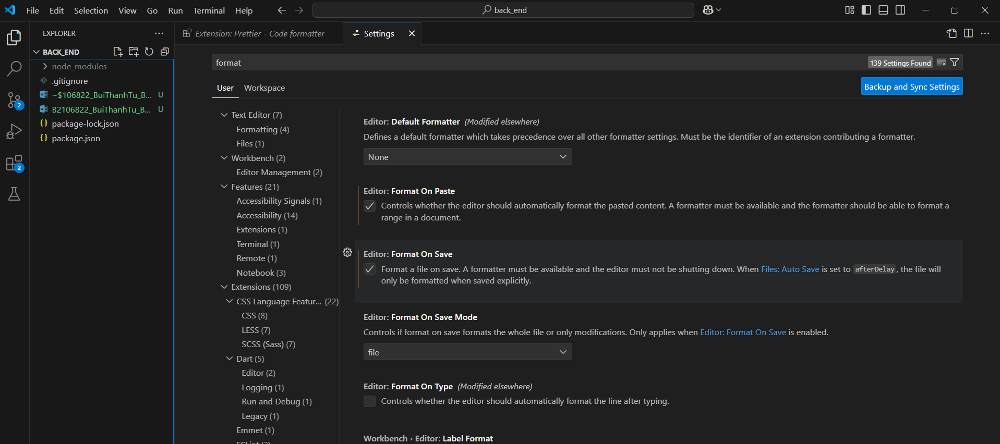 File Edit Selection View Go Run Terminal Help
back_end
EXPLORER
Extension: Prettier - Code formatter
Settings
BACK_END
node_modules
.gitignore
~$106822_BuiThanhTu_B... U
B2106822_BuiThanhTu_B... U
package-lock.json
package.json
2
2
format
139 Settings Found
User Workspace
Backup and Sync Settings
Text Editor (7)
Formatting (4)
Files (1)
Workbench (2)
Editor Management (2)
Features (21)
Accessibility Signals (1)
Accessibility (14)
Extensions (1)
Terminal (1)
Remote (1)
Notebook (3)
Extensions (109)
CSS Language Featur... (22)
CSS (8)
LESS (7)
SCSS (Sass) (7)
Dart (5)
Editor (2)
Logging (1)
Run and Debug (1)
Legacy (1)
Emmet (1)
Editor: Default Formatter (Modified elsewhere)
Defines a default formatter which takes precedence over all other formatter settings. Must be the identifier of an extension contributing a formatter.
None
Editor: Format On Paste
Controls whether the editor should automatically format the pasted content. A formatter must be available and the formatter should be able to format a
range in a document.
Editor: Format On Save
Format a file on save. A formatter must be available and the editor must not be shutting down. When Files: Auto Save is set to afterDelay, the file will
only be formatted when saved explicitly.
Editor: Format On Save Mode
Controls if format on save formats the whole file or only modifications. Only applies when Editor: Format On Save is enabled.
file
Editor: Format On Type (Modified elsewhere)
Controls whether the editor should automatically format the line after typing.
Workbench › Editor: Label Format